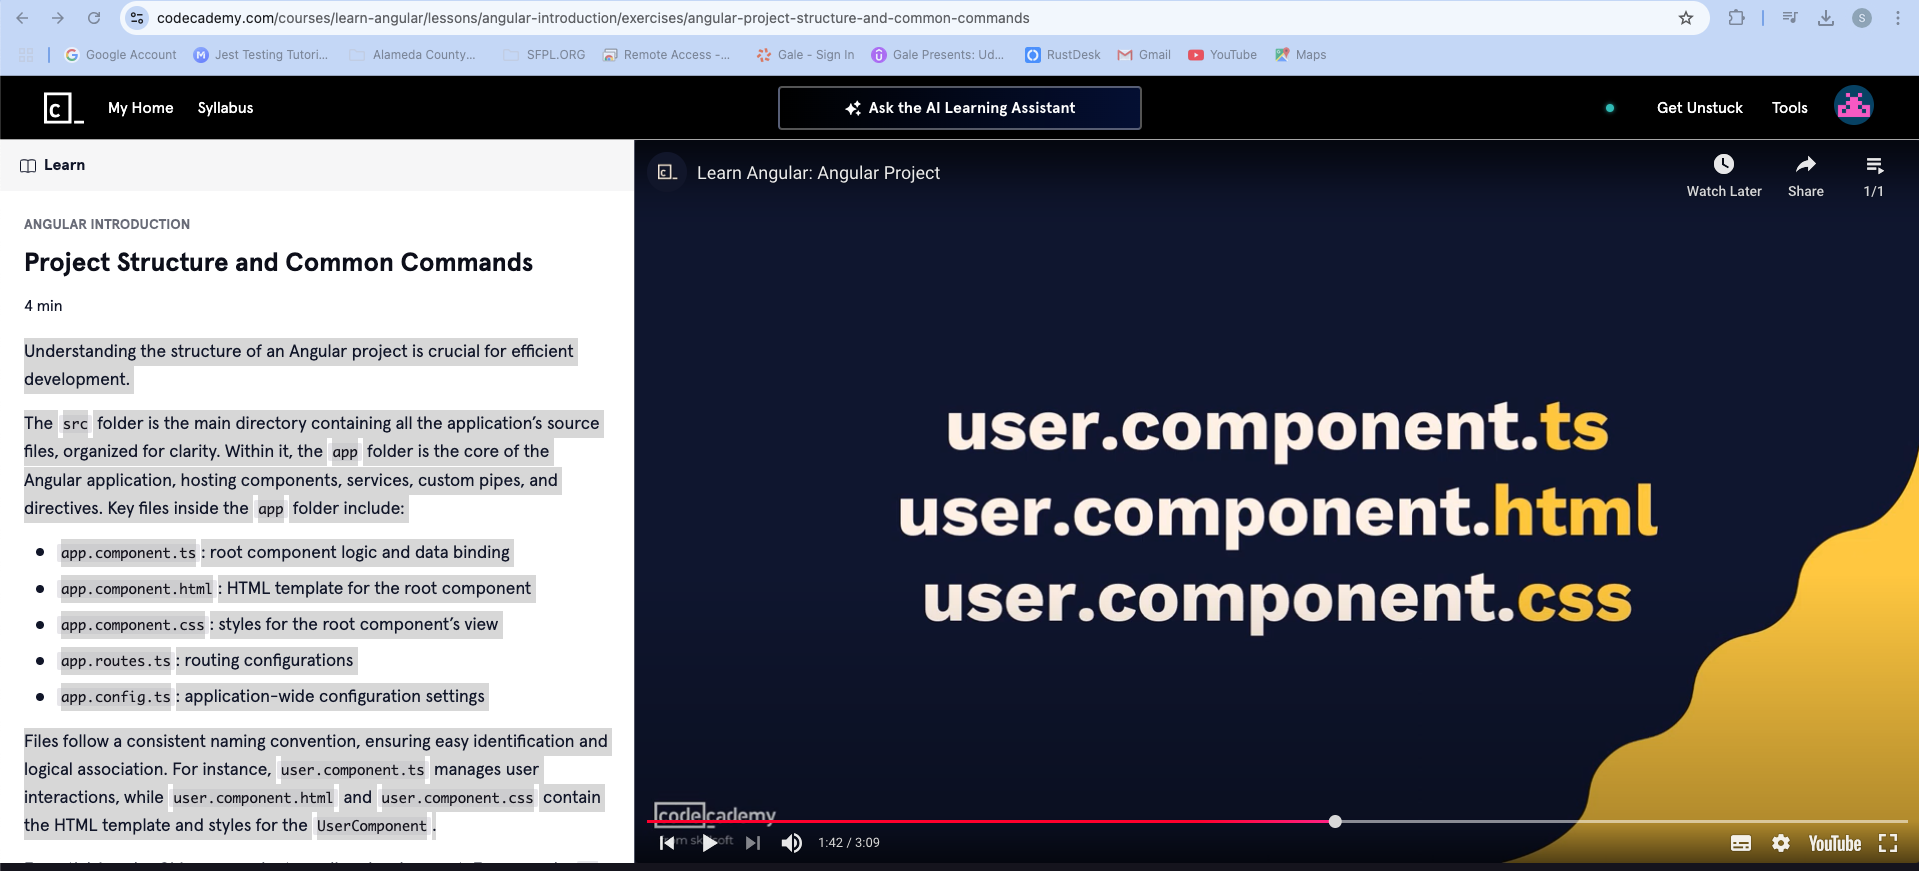 codecademy.com/courses/learn-angular/lessons/angular-introduction/exercises/angular-project-structure-and-common-commands
S
Google Account
Jest Testing Tutori...
Alameda County...
SFPL.ORG
Remote Access -...
Gale - Sign In
Gale Presents: Ud...
RustDesk
Gmail
YouTube
Maps
My Home
Syllabus
Ask the AI Learning Assistant
Get Unstuck
Tools
Learn
ANGULAR INTRODUCTION
Project Structure and Common Commands
4 min
Understanding the structure of an Angular project is crucial for efficient
development.
The src folder is the main directory containing all the application’s source
files, organized for clarity. Within it, the app folder is the core of the
Angular application, hosting components, services, custom pipes, and
directives. Key files inside the app folder include:
app.component.ts : root component logic and data binding
app.component.html : HTML template for the root component
app.component.css : styles for the root component’s view
app.routes.ts : routing configurations
app.config.ts : application-wide configuration settings
Files follow a consistent naming convention, ensuring easy identification and
logical association. For instance, user.component.ts manages user
interactions, while user.component.html and user.component.css contain
the HTML template and styles for the UserComponent .
Learn Angular: Angular Project
Watch Later
Share
1/1
user.component.ts
user.component.html
user.component.css
codecademy
1:42 / 3:09
YouTube